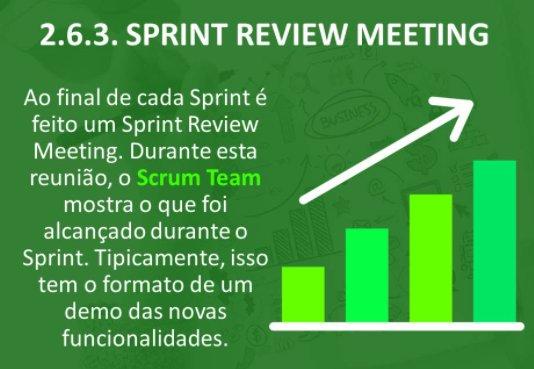 2.6.3. SPRINT REVIEW MEETING
Ao final de cada Sprint é
feito um Sprint Review
Meeting. Durante esta
reunião, o Scrum Team
mostra o que foi
alcançado durante o
Sprint. Tipicamente, isso
tem o formato de um
demo das novas
funcionalidades.
BUSINESS